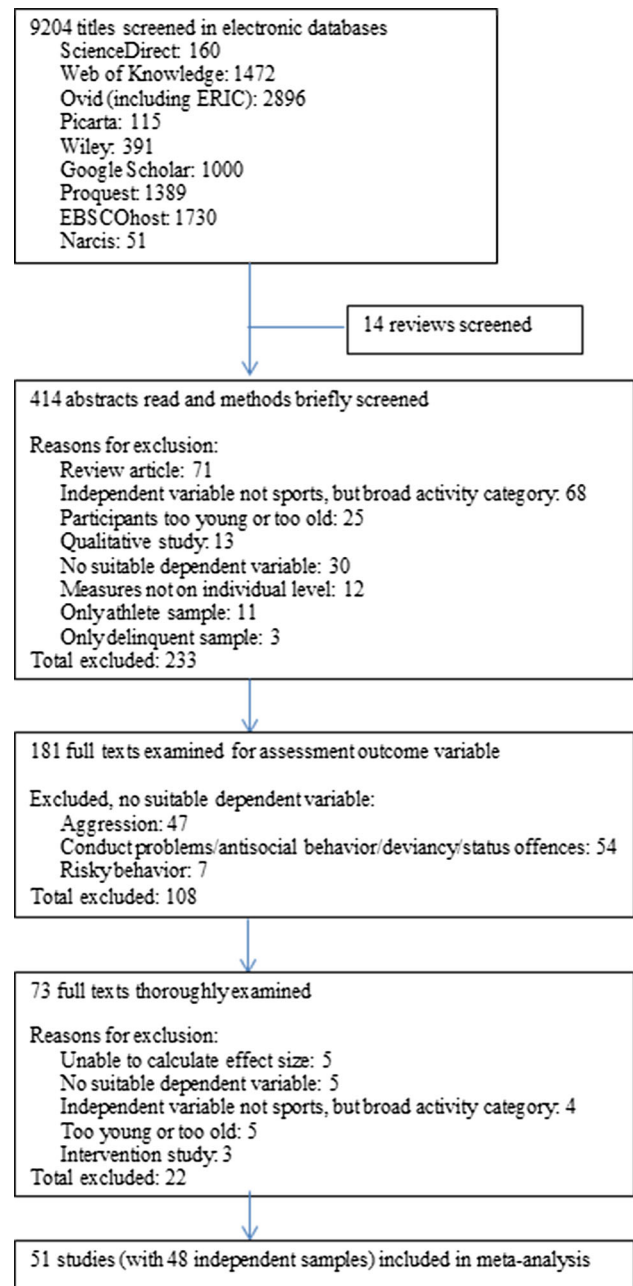 9204 titles screened in electronic databases
ScienceDirect: 160
Web of Knowledge: 1472
Ovid (including ERIC): 2896
Picarta: 115
Wiley: 391
Google Scholar: 1000
Proquest: 1389
EBSCOhost: 1730
Narcis: 51
14 reviews screened
414 abstracts read and methods briefly screened
Reasons for exclusion:
Review article: 71
Independent variable not sports, but broad activity category: 68
Participants too young or too old: 25
Qualitative study: 13
No suitable dependent variable: 30
Measures not on individual level: 12
Only athlete sample: 11
Only delinquent sample: 3
Total excluded: 233
181 full texts examined for assessment outcome variable
Excluded, no suitable dependent variable:
Aggression: 47
Conduct problems/antisocial behavior/deviancy/status offences: 54
Risky behavior: 7
Total excluded: 108
73 full texts thoroughly examined
Reasons for exclusion:
Unable to calculate effect size: 5
No suitable dependent variable: 5
Independent variable not sports, but broad activity category: 4
Too young or too old: 5
Intervention study: 3
Total excluded: 22
51 studies (with 48 independent samples) included in meta-analysis